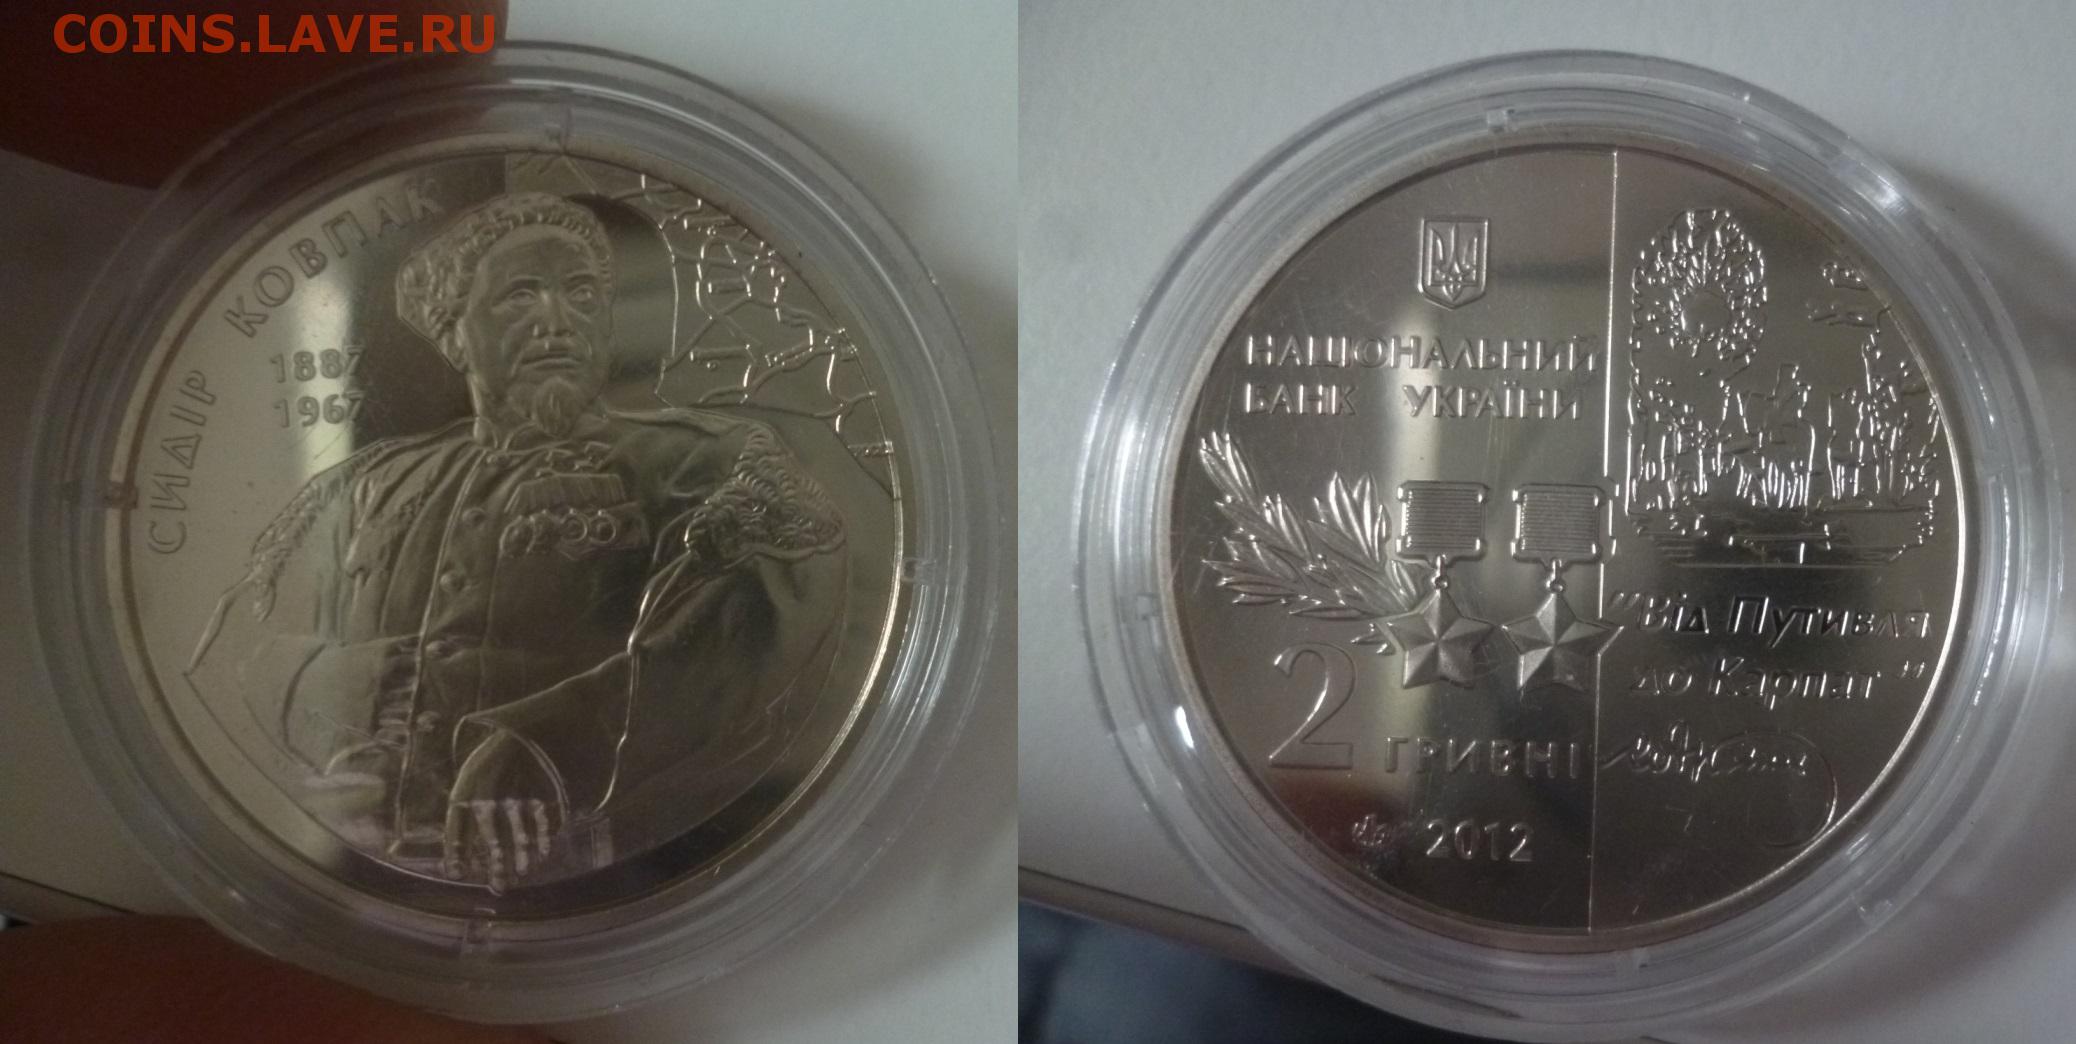 COINS.LAVE.RU
СИДІР КОВПАК
1887
1967
НАЦІОНАЛЬНИЙ
БАНК УКРАЇНИ
2 ГРИВНІ
2012
"Від Путивля
до Карпат"